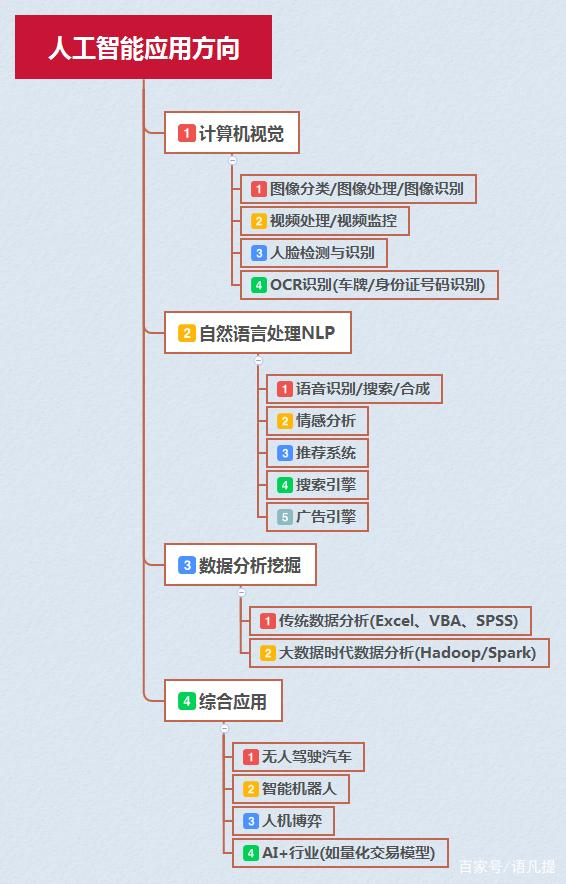 人工智能应用方向
1 计算机视觉
1 图像分类/图像处理/图像识别
2 视频处理/视频监控
3 人脸检测与识别
4 OCR识别(车牌/身份证号码识别)
2 自然语言处理NLP
1 语音识别/搜索/合成
2 情感分析
3 推荐系统
4 搜索引擎
5 广告引擎
3 数据分析挖掘
1 传统数据分析(Excel、VBA、SPSS)
2 大数据时代数据分析(Hadoop/Spark)
4 综合应用
1 无人驾驶汽车
2 智能机器人
3 人机博弈
4 AI+行业(如量化交易模型)
百家号/语凡提